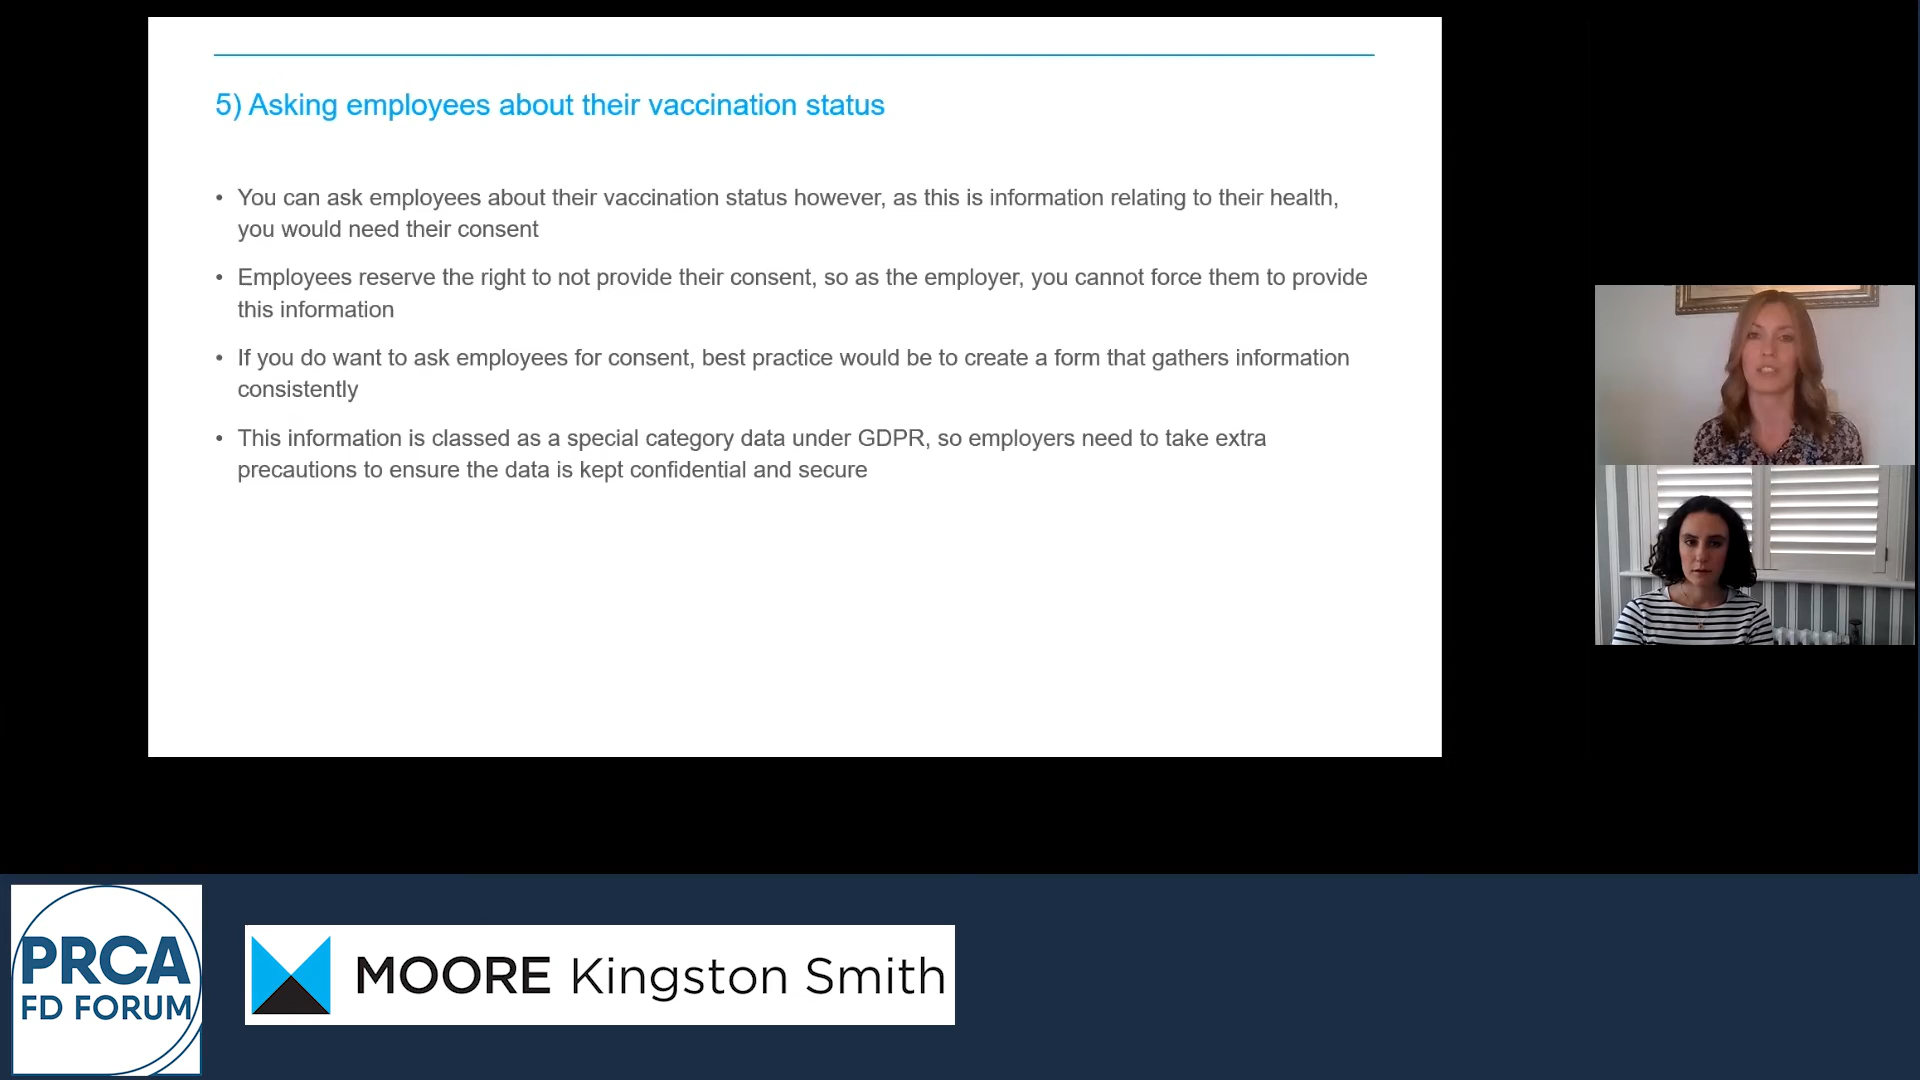 5) Asking employees about their vaccination status
• You can ask employees about their vaccination status however, as this is information relating to their health,
you would need their consent
• Employees reserve the right to not provide their consent, so as the employer, you cannot force them to provide
this information
• If you do want to ask employees for consent, best practice would be to create a form that gathers information
consistently
• This information is classed as a special category data under GDPR, so employers need to take extra
precautions to ensure the data is kept confidential and secure
PRCA
FD FORUM
MOORE Kingston Smith